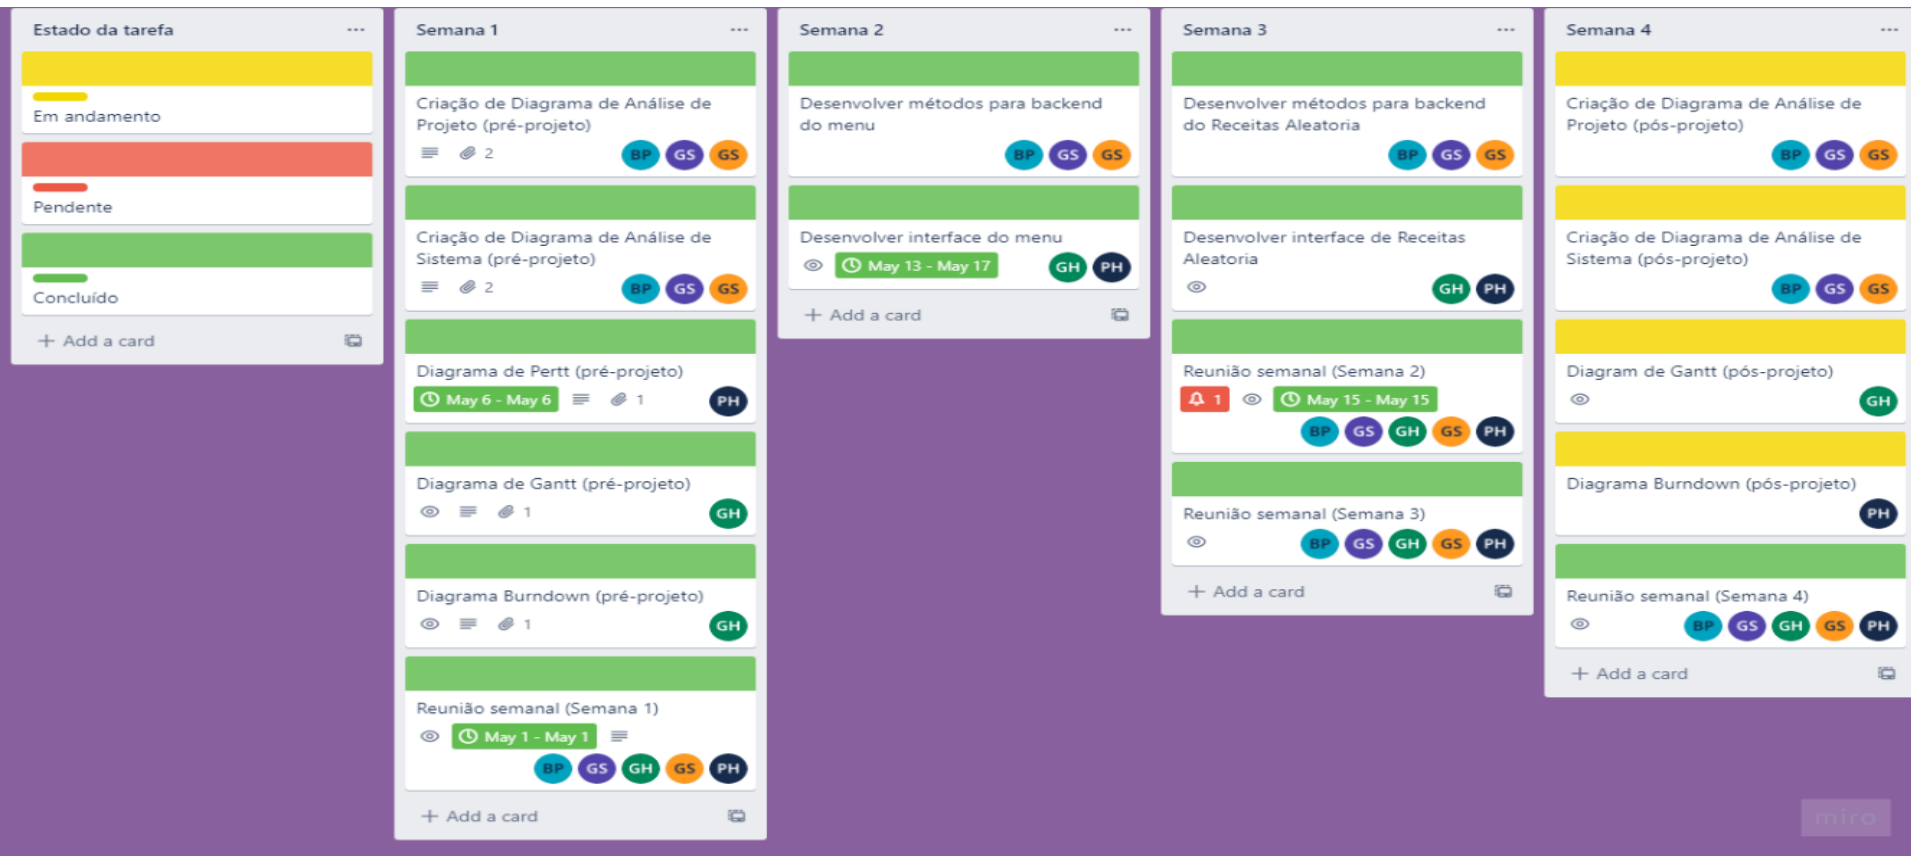 Estado da tarefa
Em andamento
Pendente
Concluído
+ Add a card
Semana 1
Criação de Diagrama de Análise de
Projeto (pré-projeto)
2
BP GS GS
Criação de Diagrama de Análise de
Sistema (pré-projeto)
2
BP GS GS
Diagrama de Pertt (pré-projeto)
May 6 - May 6 1
PH
Diagrama de Gantt (pré-projeto)
1
GH
Diagrama Burndown (pré-projeto)
1
GH
Reunião semanal (Semana 1)
May 1 - May 1
BP GS GH GS PH
+ Add a card
Semana 2
Desenvolver métodos para backend
do menu
BP GS GS
Desenvolver interface do menu
May 13 - May 17
GH PH
+ Add a card
Semana 3
Desenvolver métodos para backend
do Receitas Aleatoria
BP GS GS
Desenvolver interface de Receitas
Aleatoria
GH PH
Reunião semanal (Semana 2)
1 May 15 - May 15
BP GS GH GS PH
Reunião semanal (Semana 3)
BP GS GH GS PH
+ Add a card
Semana 4
Criação de Diagrama de Análise de
Projeto (pós-projeto)
BP GS GS
Criação de Diagrama de Análise de
Sistema (pós-projeto)
BP GS GS
Diagram de Gantt (pós-projeto)
GH
Diagrama Burndown (pós-projeto)
PH
Reunião semanal (Semana 4)
BP GS GH GS PH
+ Add a card
miro